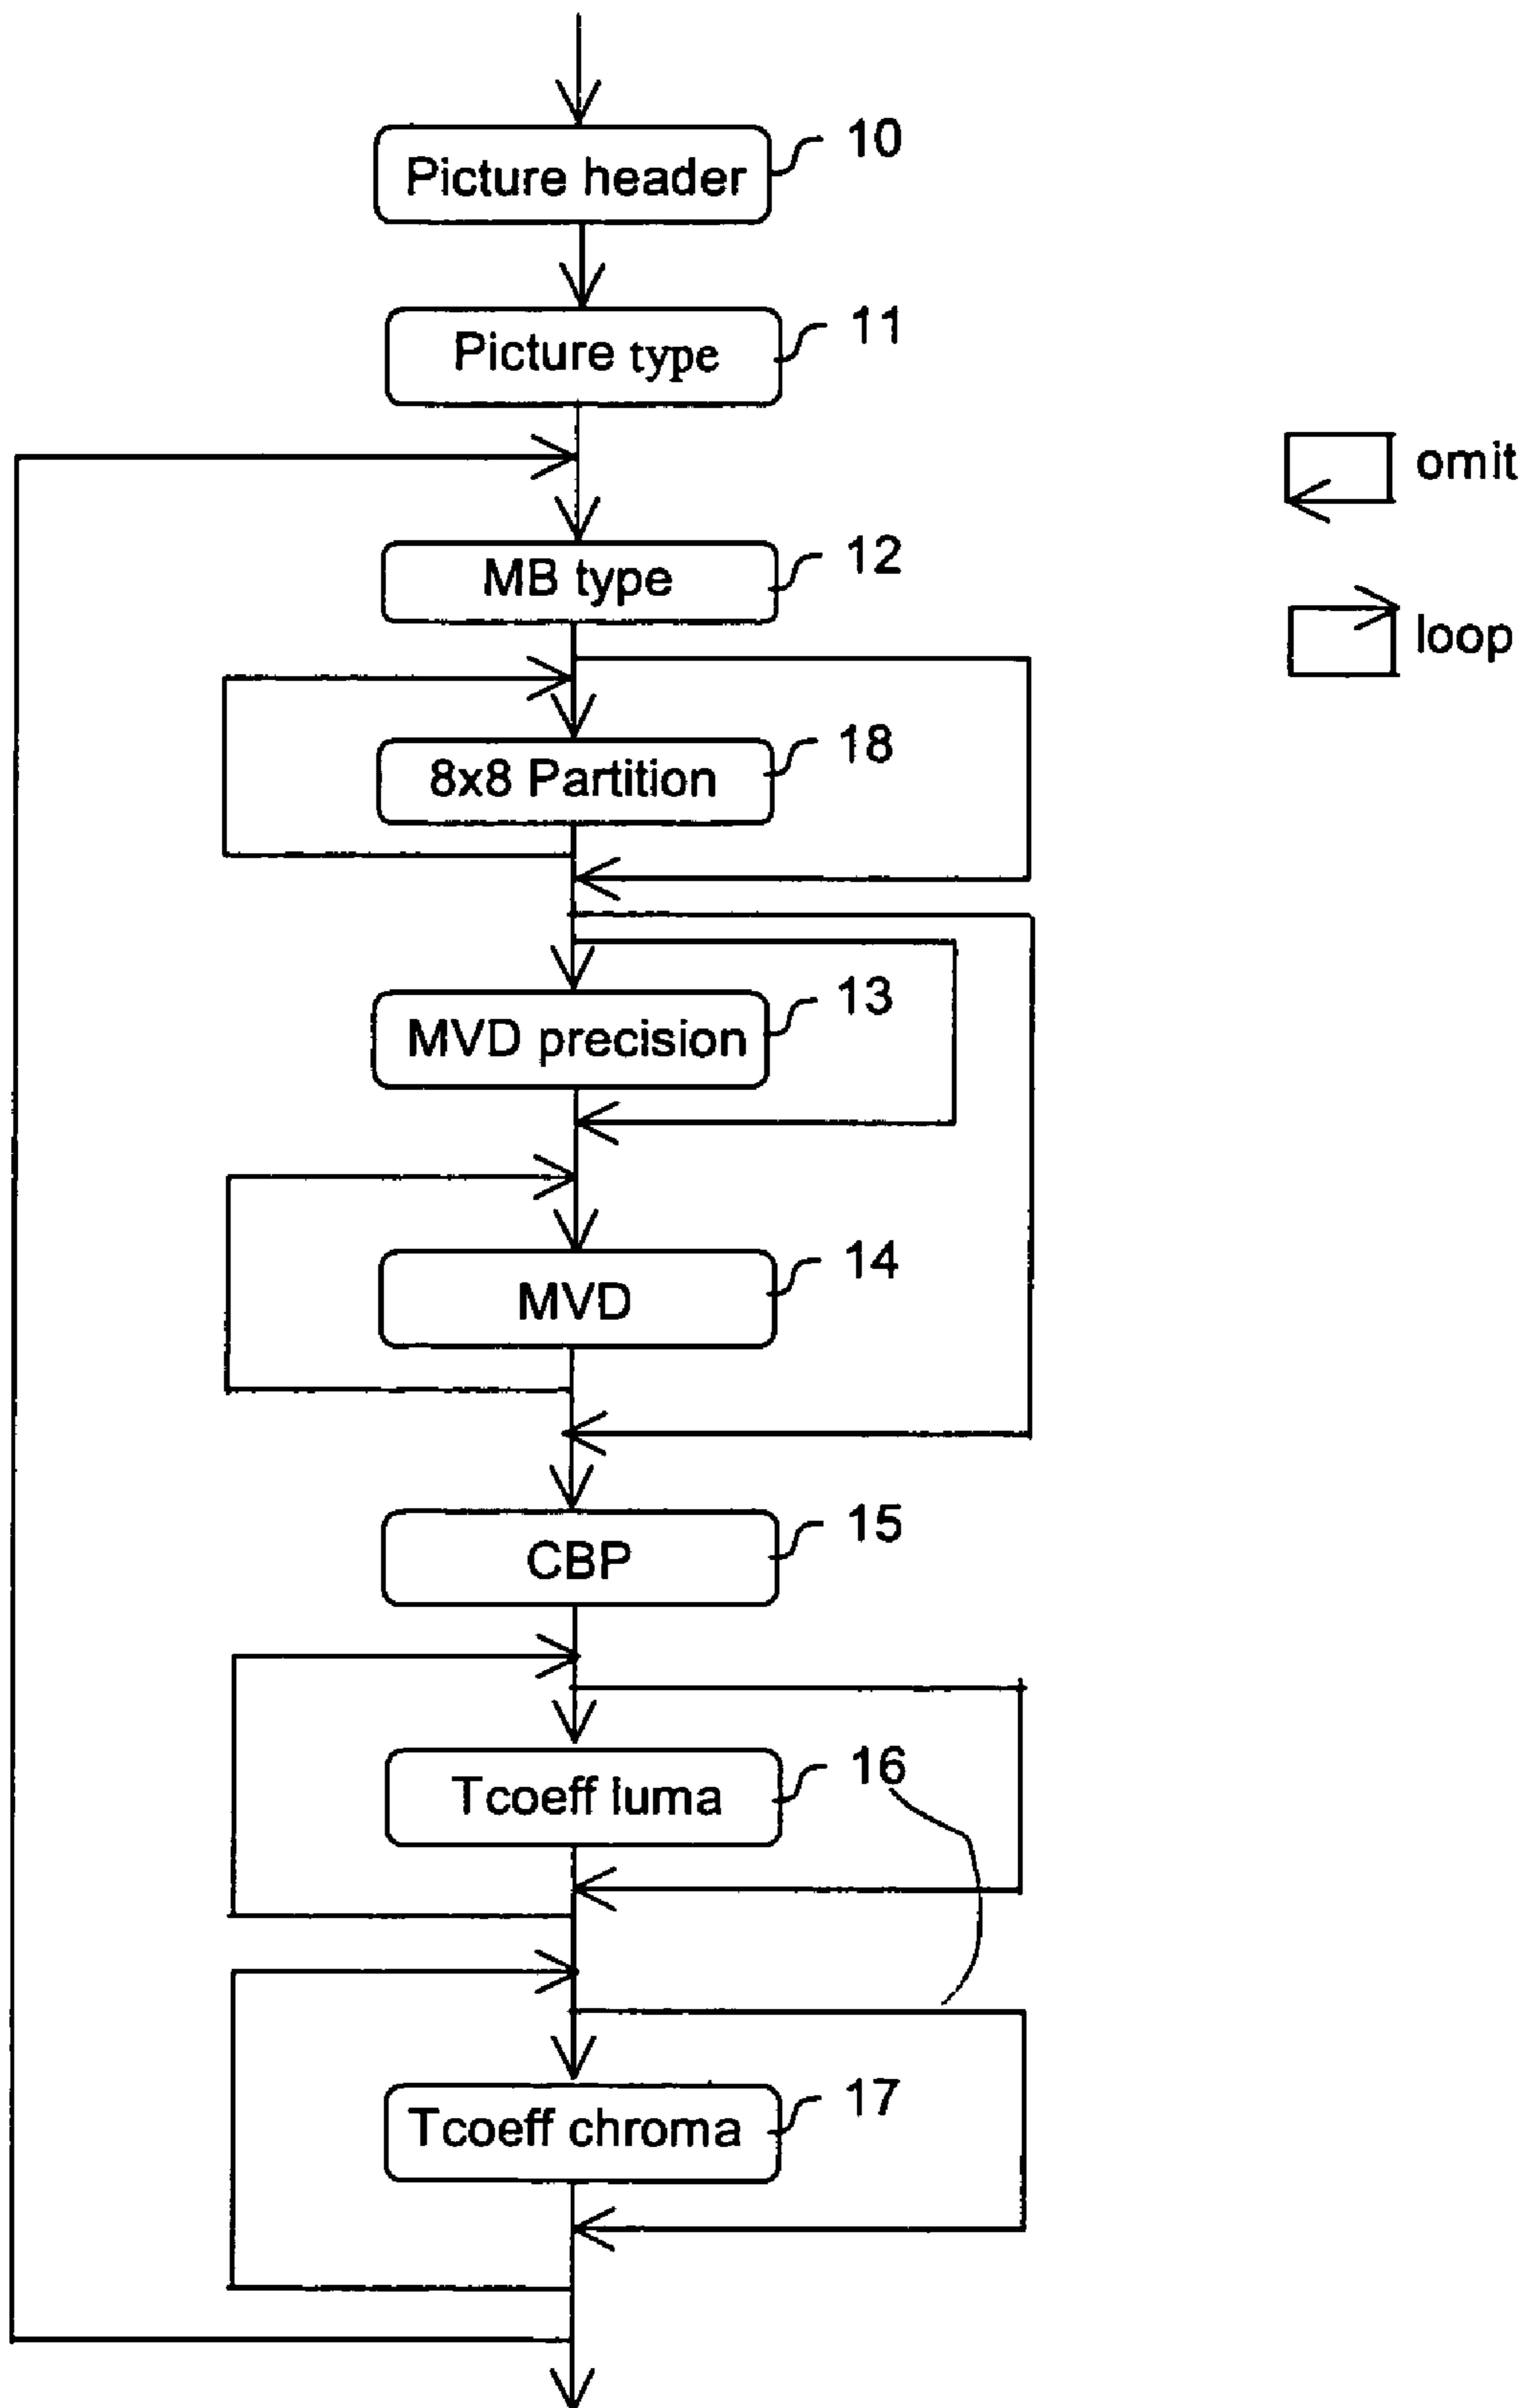 10
Picture header
11
Picture type
omit
12
MB type
loop
18
8x8 Partition
13
MVD precision
14
MVD
15
CBP
16
Tcoeff luma
17
Tcoeff chroma